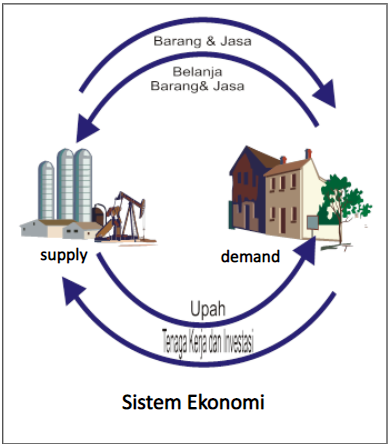 Barang & Jasa
Belanja
Barang& Jasa
supply
demand
Upah
Tenaga Kerja dan Investasi
Sistem Ekonomi